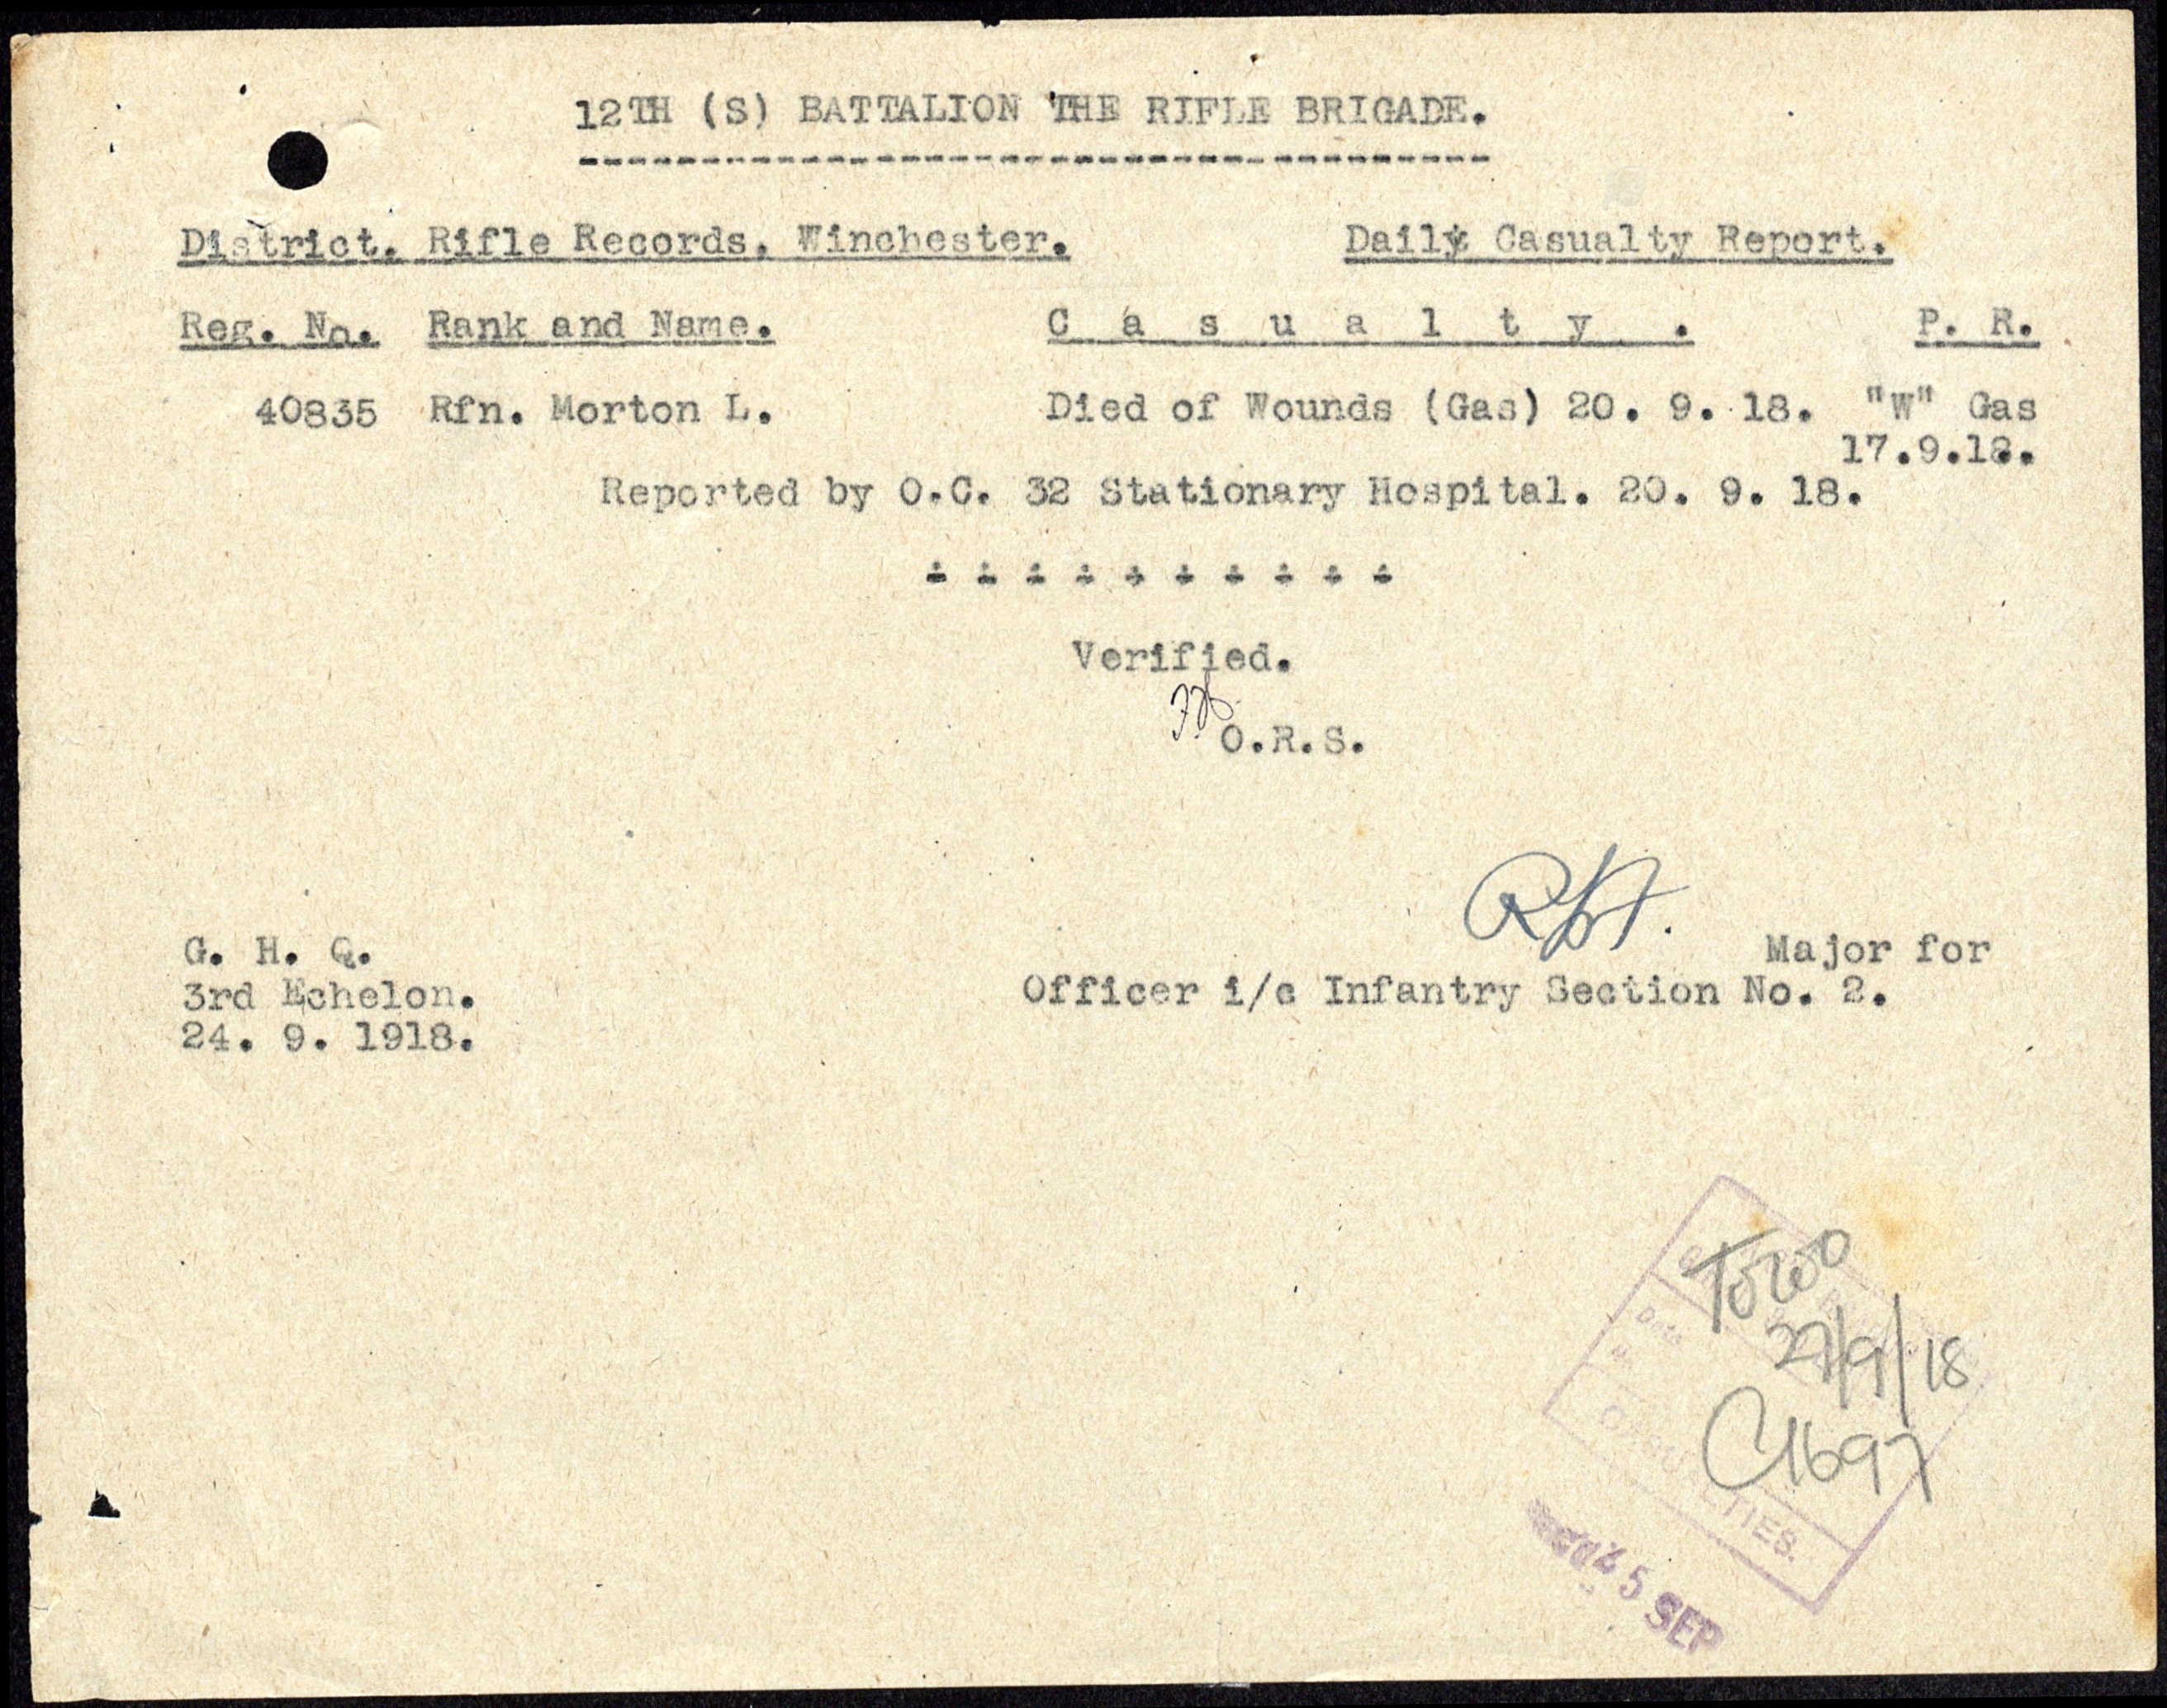 12TH (S) BATTALION THE RIFLE BRIGADE.
------------------------------------
District. Rifle Records, Winchester. Daily Casualty Report.
Reg. No. Rank and Name. C a s u a l t y . P. R.
40835 Rfn. Morton L. Died of Wounds (Gas) 20. 9. 18. "W" Gas
17.9.18.
Reported by O.C. 32 Stationary Hospital. 20. 9. 18.
Verified.
O.R.S.
Major for
Officer i/c Infantry Section No. 2.
G. H. Q.
3rd Echelon.
24. 9. 1918.
27/9/18
C1697
Date
5 SEP